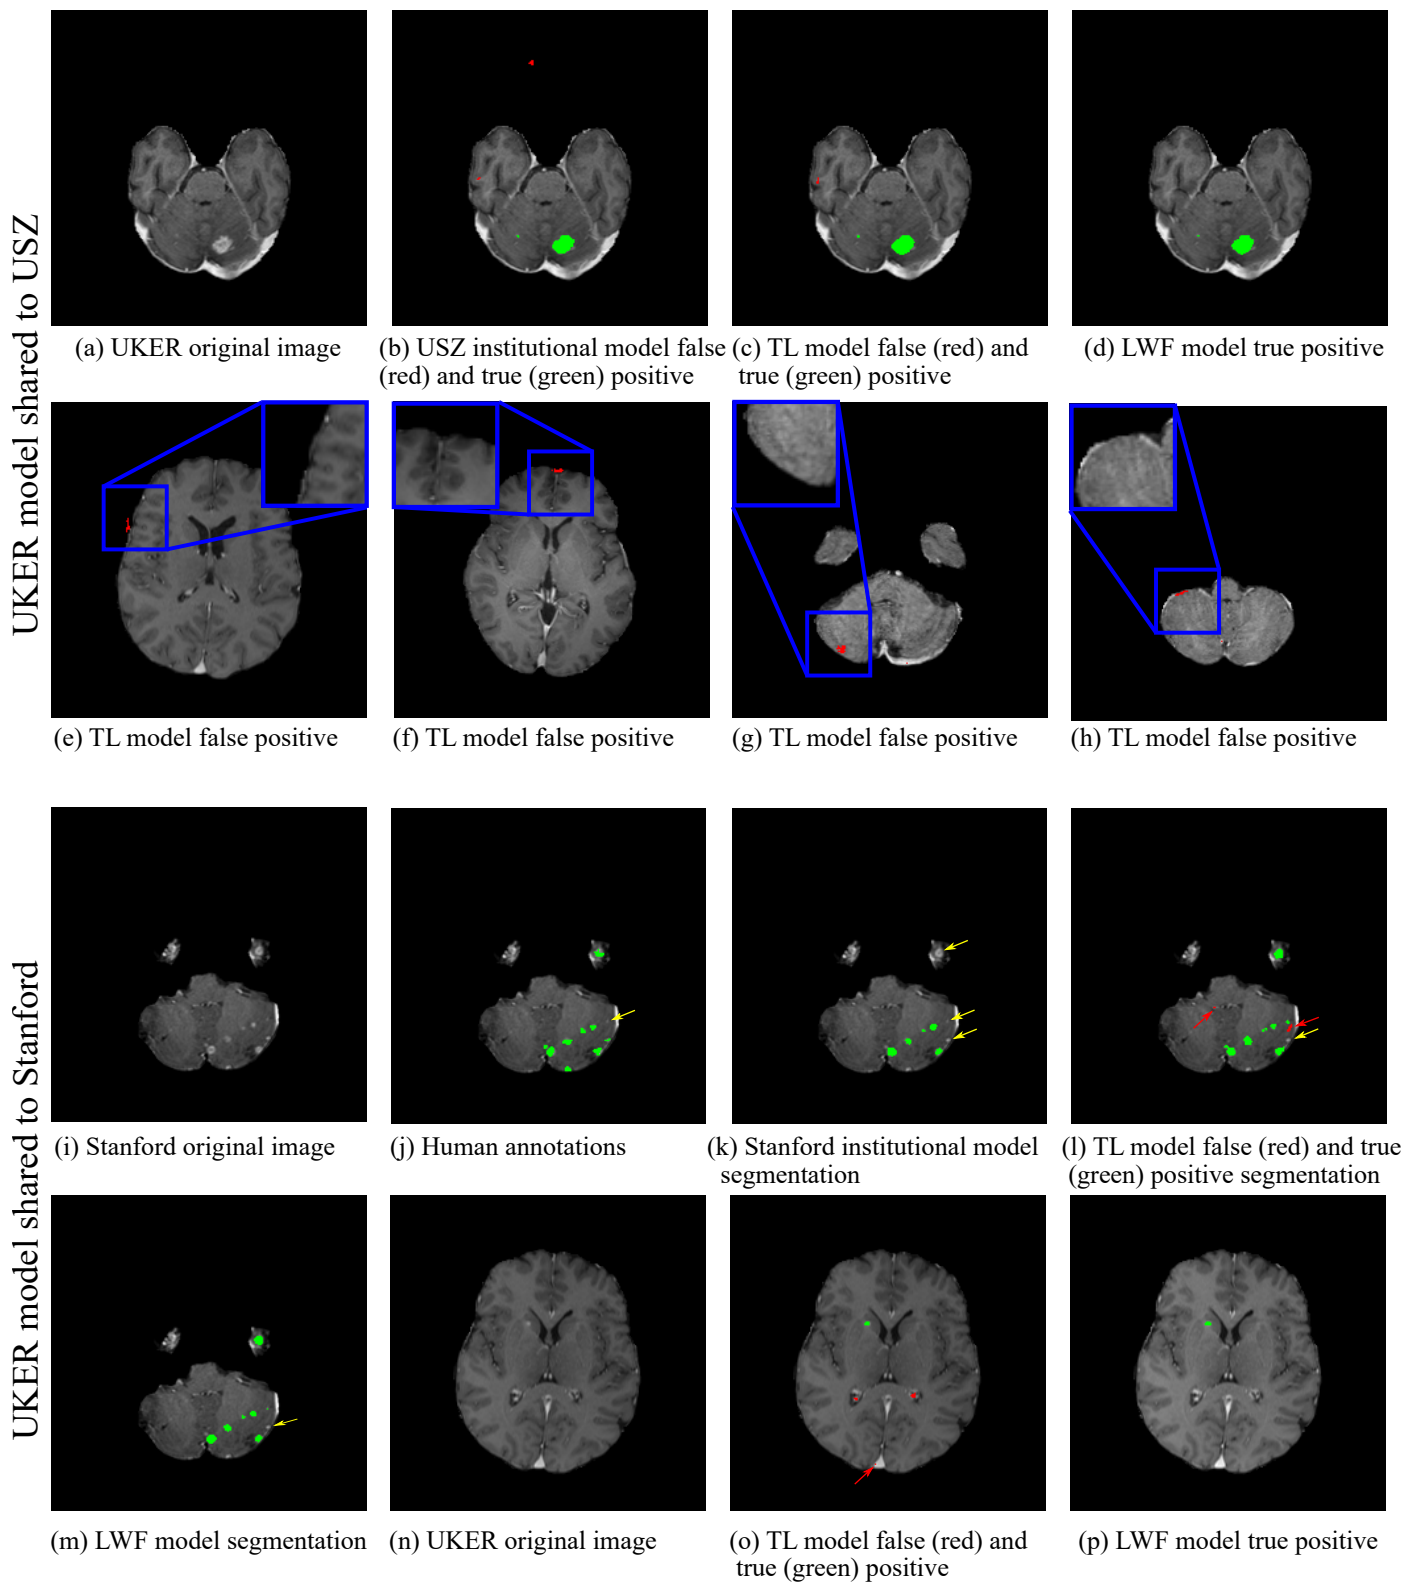 UKER model shared to USZ
(a) UKER original image
(b) USZ institutional model false
(red) and true (green) positive
(c) TL model false (red) and
true (green) positive
(d) LWF model true positive
(e) TL model false positive
(f) TL model false positive
(g) TL model false positive
(h) TL model false positive
UKER model shared to Stanford
(i) Stanford original image
(j) Human annotations
(k) Stanford institutional model
segmentation
(l) TL model false (red) and true
(green) positive segmentation
(m) LWF model segmentation
(n) UKER original image
(o) TL model false (red) and
true (green) positive
(p) LWF model true positive